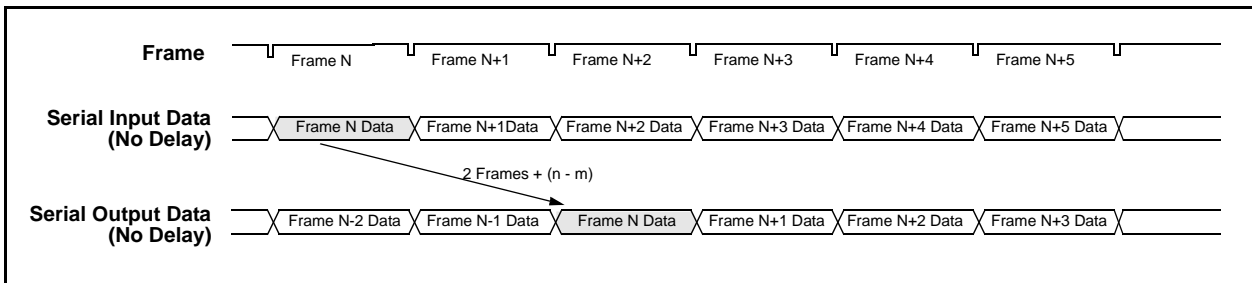 Frame
Frame N Frame N+1 Frame N+2 Frame N+3 Frame N+4 Frame N+5
Serial Input Data
(No Delay)
Frame N Data Frame N+1Data Frame N+2 Data Frame N+3 Data Frame N+4 Data Frame N+5 Data
2 Frames + (n - m)
Serial Output Data
(No Delay)
Frame N-2 Data Frame N-1 Data Frame N Data Frame N+1 Data Frame N+2 Data Frame N+3 Data